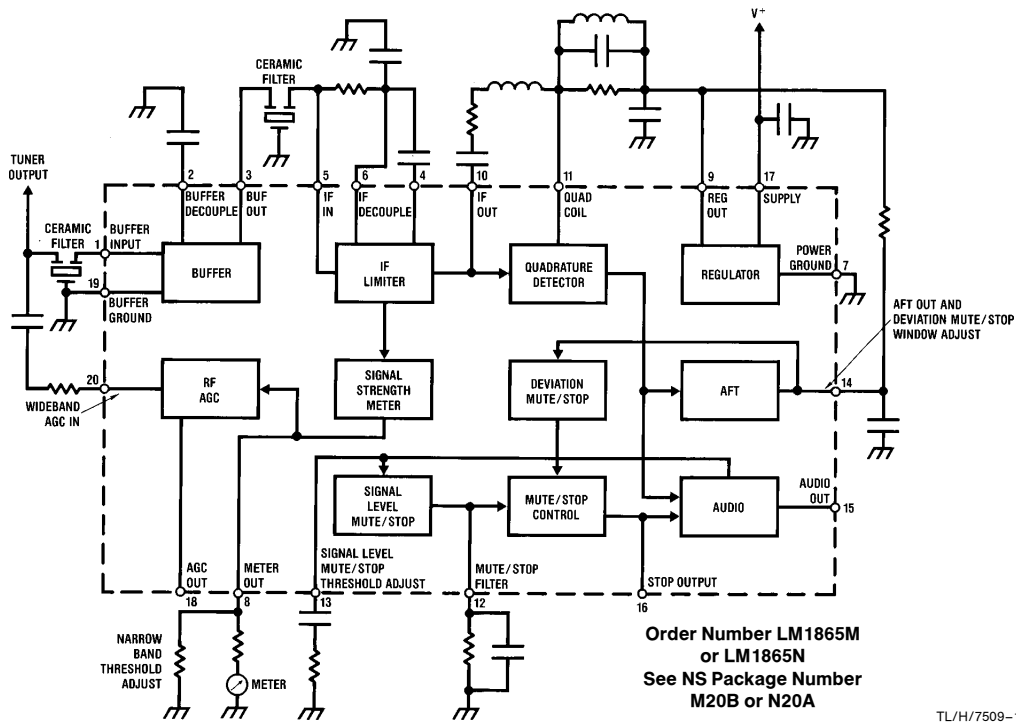 V+
CERAMIC
FILTER
TUNER
OUTPUT
2
3
5
6
4
10
11
9
17
BUFFER
DECOUPLE
BUF
OUT
IF
IN
IF
DECOUPLE
IF
OUT
QUAD
COIL
REG
OUT
SUPPLY
CERAMIC
FILTER
1
BUFFER
INPUT
BUFFER
IF
LIMITER
QUADRATURE
DETECTOR
REGULATOR
POWER
GROUND
7
19
BUFFER
GROUND
AFT OUT AND
DEVIATION MUTE/STOP
WINDOW ADJUST
20
WIDEBAND
AGC IN
RF
AGC
SIGNAL
STRENGTH
METER
DEVIATION
MUTE/STOP
AFT
14
SIGNAL
LEVEL
MUTE/STOP
MUTE/STOP
CONTROL
AUDIO
AUDIO
OUT
15
AGC
OUT
METER
OUT
SIGNAL LEVEL
MUTE/STOP
THRESHOLD ADJUST
MUTE/STOP
FILTER
STOP OUTPUT
18
8
13
12
16
NARROW
BAND
THRESHOLD
ADJUST
METER
Order Number LM1865M
or LM1865N
See NS Package Number
M20B or N20A